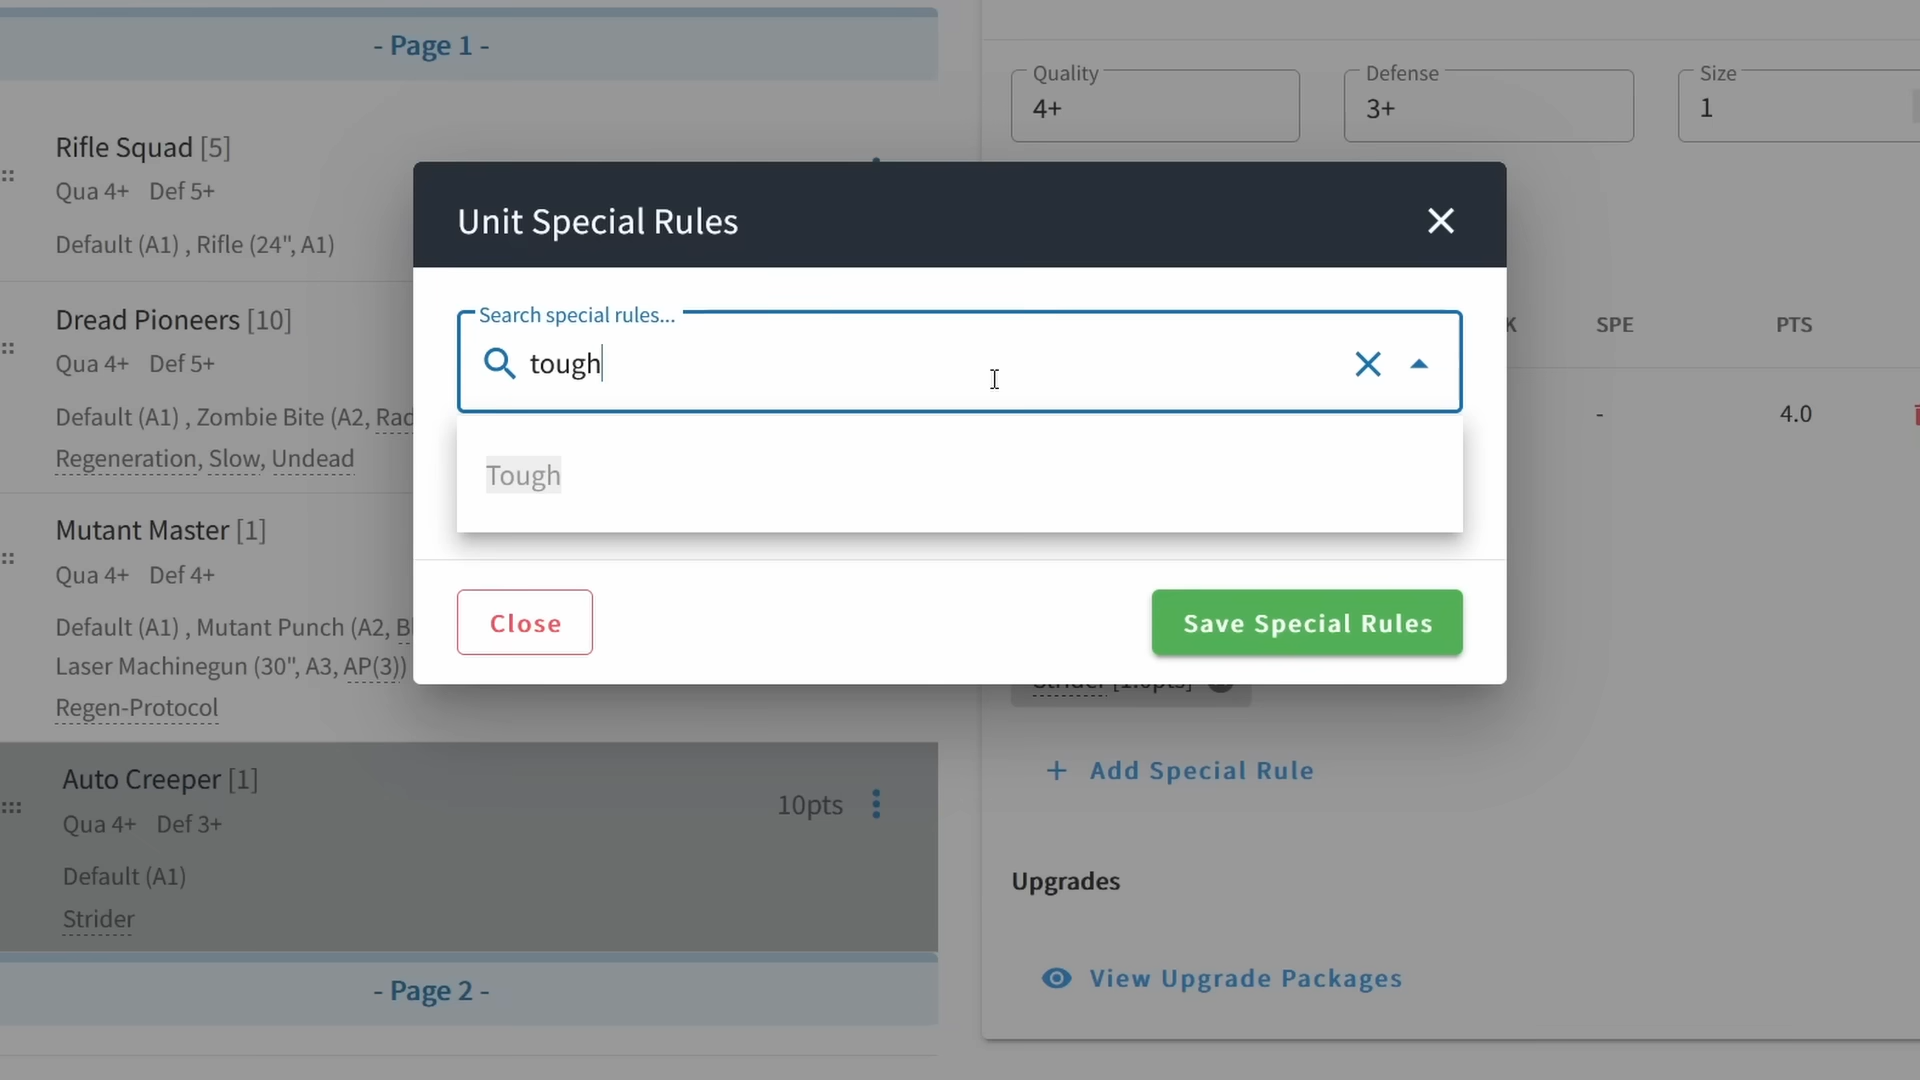 - Page 1 -
Rifle Squad [5]
Qua 4+ Def 5+
Default (A1) , Rifle (24", A1)
Dread Pioneers [10]
Qua 4+ Def 5+
Default (A1) , Zombie Bite (A2,
Regeneration, Slow, Undead
Mutant Master [1]
Qua 4+ Def 4+
Default (A1) , Mutant Punch (A2,
Laser Machinegun (30", A3, AP(3))
Regen-Protocol
Auto Creeper [1]
10pts
Qua 4+ Def 3+
Default (A1)
Strider
- Page 2 -
Quality
4+
Defense
3+
Size
1
SPE
PTS
-
4.0
Unit Special Rules
Search special rules...
tough
Tough
Close
Save Special Rules
Strider [1.0pts]
+ Add Special Rule
Upgrades
View Upgrade Packages